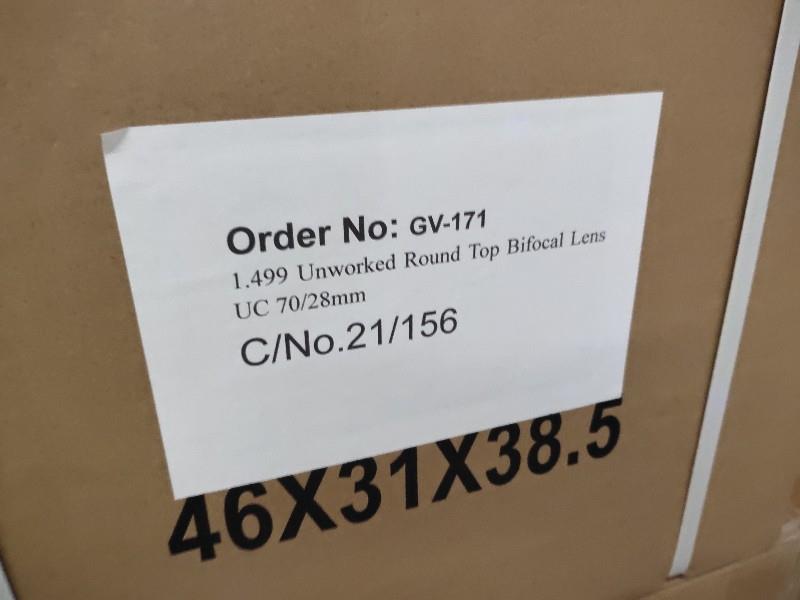 Order No: GV-171
1.499 Unworked Round Top Bifocal Lens
UC 70/28mm
C/No.21/156
46X31X38.5